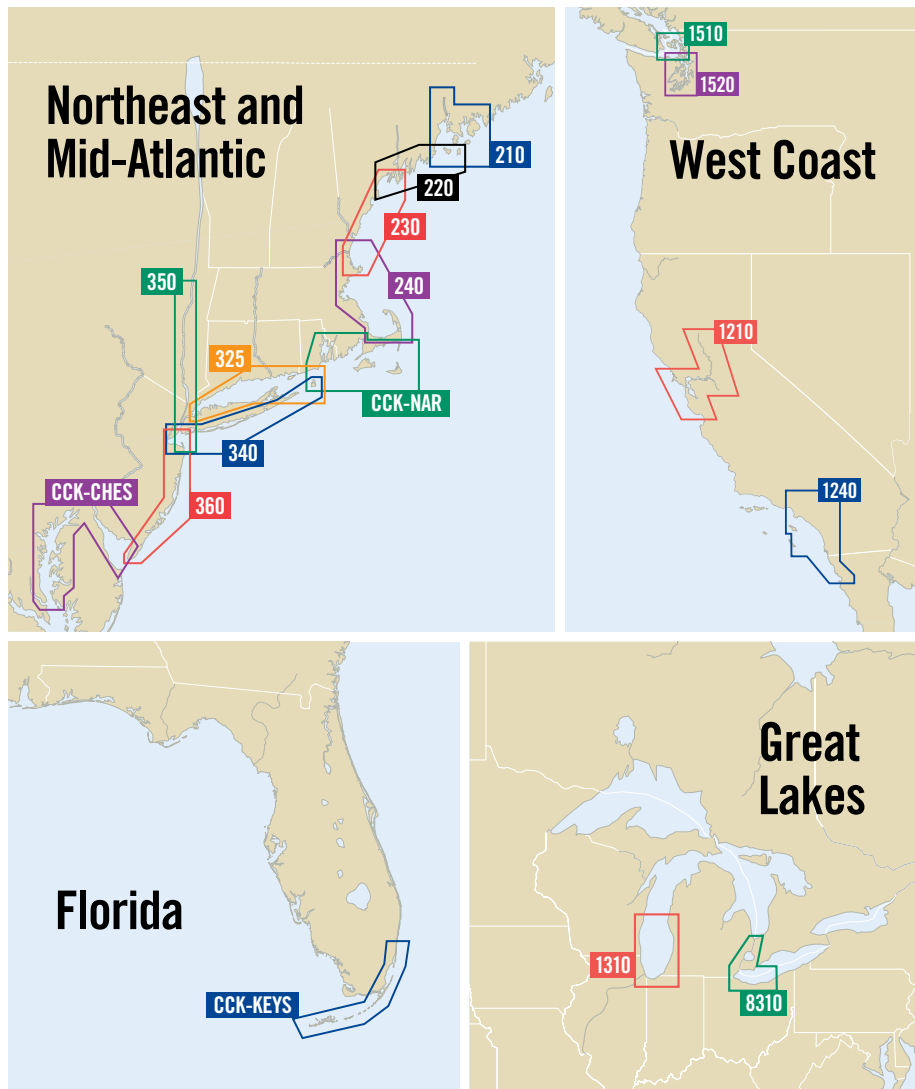 Northeast and
Mid-Atlantic
210
220
230
240
350
325
CCK-NAR
340
CCK-CHES
360
1510
1520
West Coast
1210
1240
Florida
CCK-KEYS
Great
Lakes
1310
8310